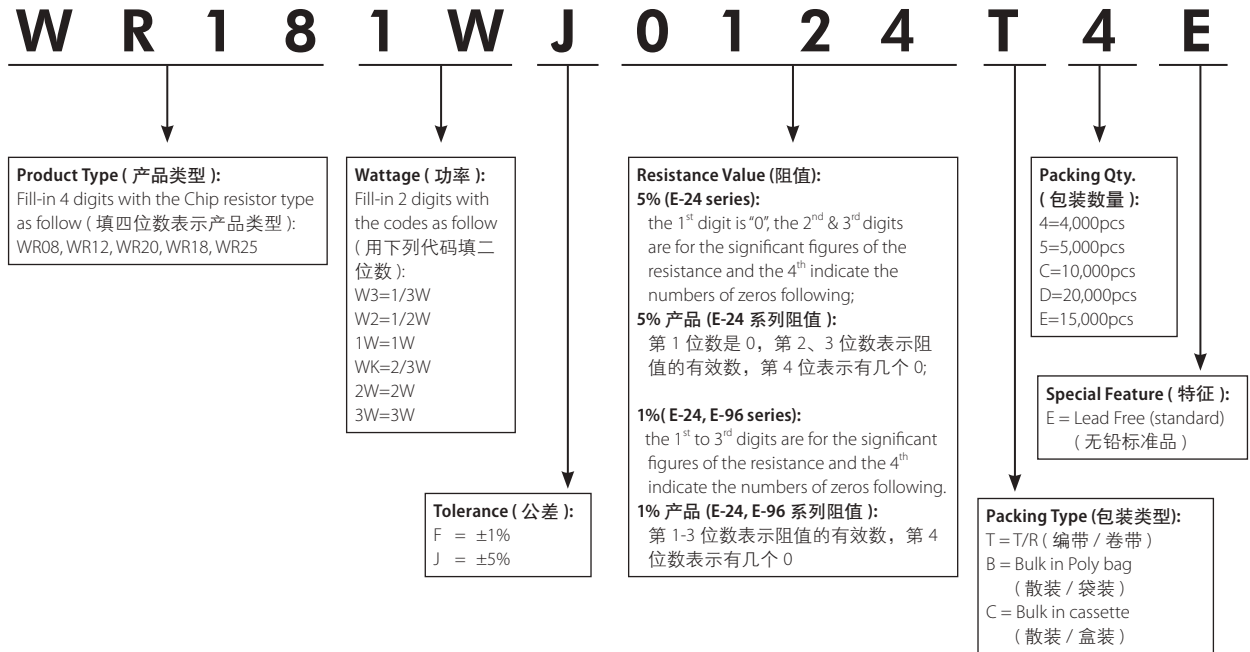 W R 1 8 1 W J 0 1 2 4 T 4 E
Product Type ( 产品类型 ):
Fill-in 4 digits with the Chip resistor type
as follow ( 填四位数表示产品类型 ):
WR08, WR12, WR20, WR18, WR25
Wattage ( 功率 ):
Fill-in 2 digits with
the codes as follow
( 用下列代码填二
位数 ):
W3=1/3W
W2=1/2W
1W=1W
WK=2/3W
2W=2W
3W=3W
Tolerance ( 公差 ):
F = ±1%
J = ±5%
Resistance Value (阻值):
5% (E-24 series):
the 1st digit is “0”, the 2nd & 3rd digits
are for the significant figures of the
resistance and the 4th indicate the
numbers of zeros following;
5% 产品 (E-24 系列阻值 ):
第 1 位数是 0，第 2、3 位数表示阻
值的有效数，第 4 位表示有几个 0;
1%( E-24, E-96 series):
the 1st to 3rd digits are for the significant
figures of the resistance and the 4th
indicate the numbers of zeros following.
1% 产品 (E-24, E-96 系列阻值 ):
第 1-3 位数表示阻值的有效数，第 4
位数表示有几个 0
Packing Qty.
( 包装数量 ):
4=4,000pcs
5=5,000pcs
C=10,000pcs
D=20,000pcs
E=15,000pcs
Special Feature ( 特征 ):
E = Lead Free (standard)
( 无铅标准品 )
Packing Type (包装类型):
T = T/R ( 编带 / 卷带 )
B = Bulk in Poly bag
( 散装 / 袋装 )
C = Bulk in cassette
( 散装 / 盒装 )